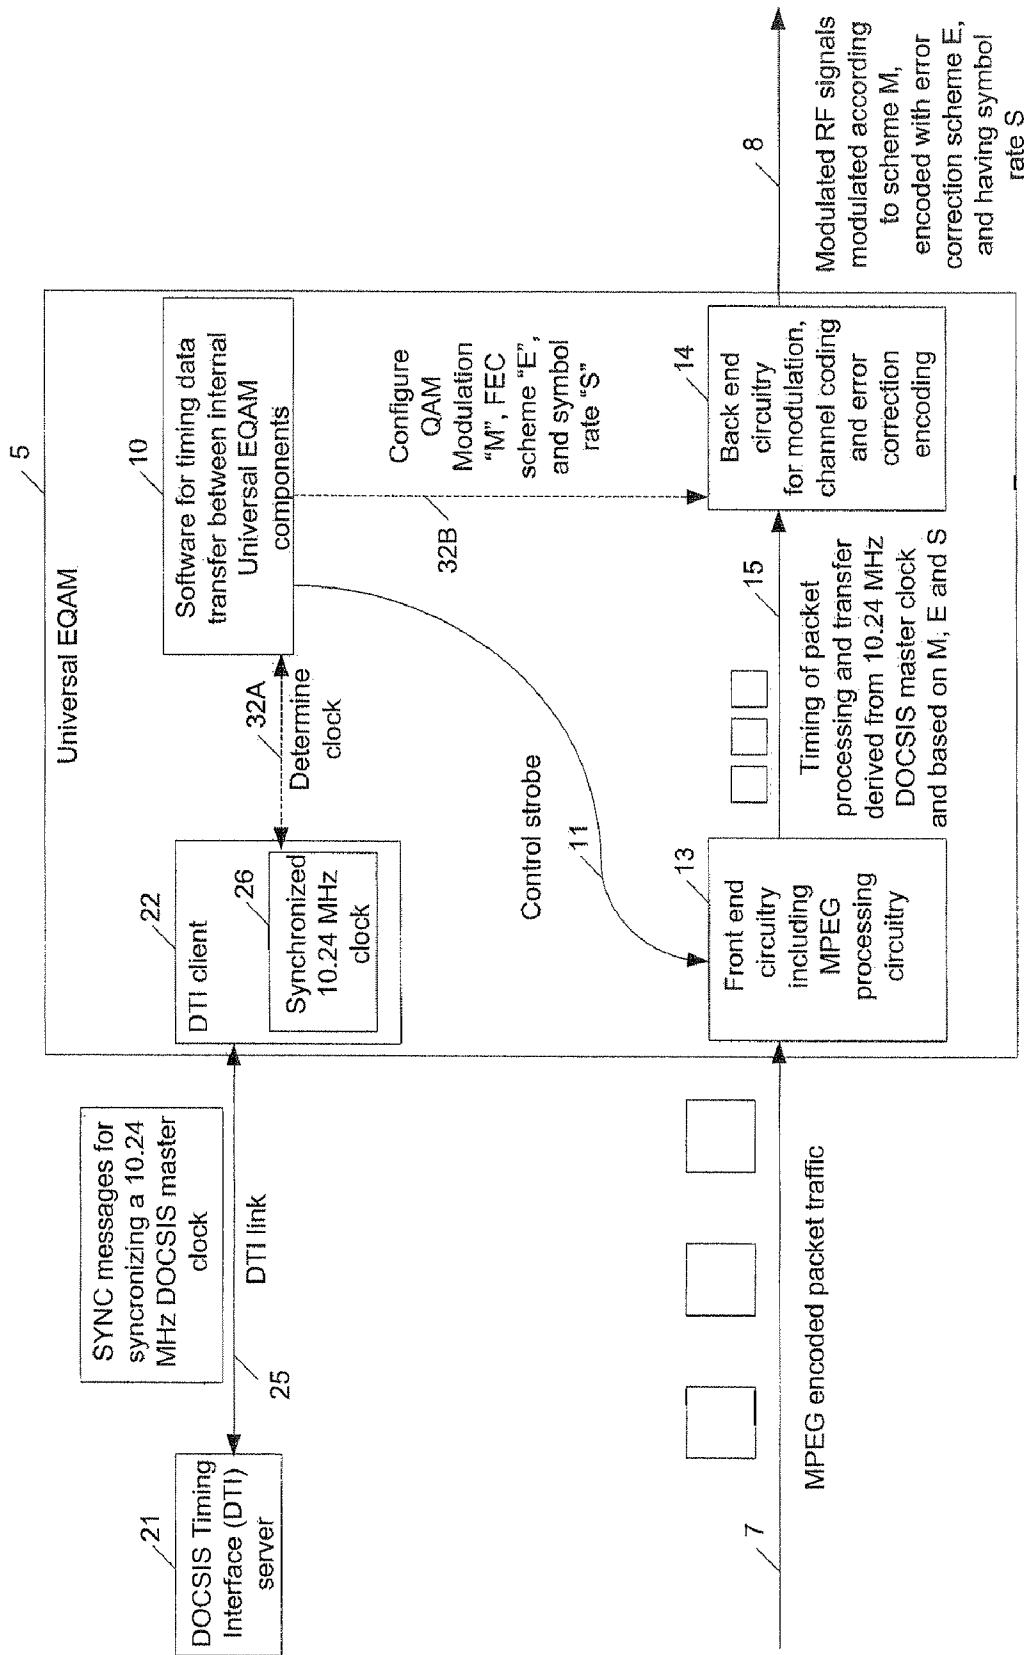 Universal EQAM
5
DOCSIS Timing
Interface (DTI)
server
21
SYNC messages for
syncronizing a 10.24
MHz DOCSIS master
clock
DTI link
25
DTI client
22
Synchronized
10.24 MHz
clock
26
32A
Determine
clock
Software for timing data
transfer between internal
Universal EQAM
components
10
Configure
QAM
Modulation
“M”, FEC
scheme “E”,
and symbol
rate “S”
32B
Control strobe
11
MPEG encoded packet traffic
7
Front end
circuitry
including
MPEG
processing
circuitry
13
15
Timing of packet
processing and transfer
derived from 10.24 MHz
DOCSIS master clock
and based on M, E and S
Back end
circuitry
for modulation,
channel coding
and error
correction
encoding
14
8
Modulated RF signals
modulated according
to scheme M,
encoded with error
correction scheme E,
and having symbol
rate S